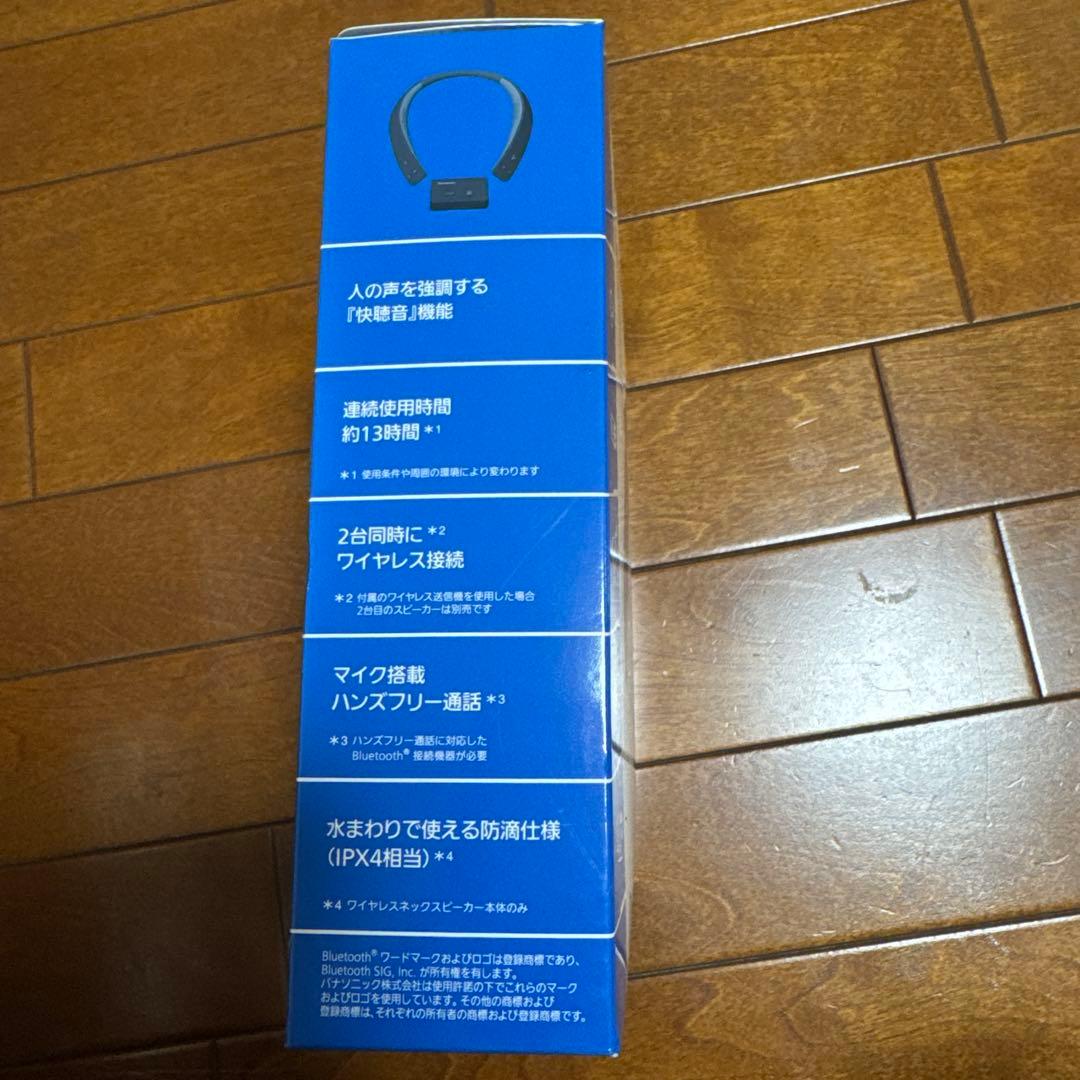 人の声を強調する
『快聴音』機能
連続使用時間
約13時間＊1
＊1 使用条件や周囲の環境により変わります
2台同時に＊2
ワイヤレス接続
＊2 付属のワイヤレス送信機を使用した場合
2台目のスピーカーは別売です
マイク搭載
ハンズフリー通話＊3
＊3 ハンズフリー通話に対応した
Bluetooth® 接続機器が必要
水まわりで使える防滴仕様
（IPX4相当）＊4
＊4 ワイヤレスネックスピーカー本体のみ
Bluetooth® ワードマークおよびロゴは登録商標であり、
Bluetooth SIG, Inc. が所有権を有します。
パナソニック株式会社は使用許諾の下でこれらのマーク
およびロゴを使用しています。その他の商標および
登録商標は、それぞれの所有者の商標および登録商標です。